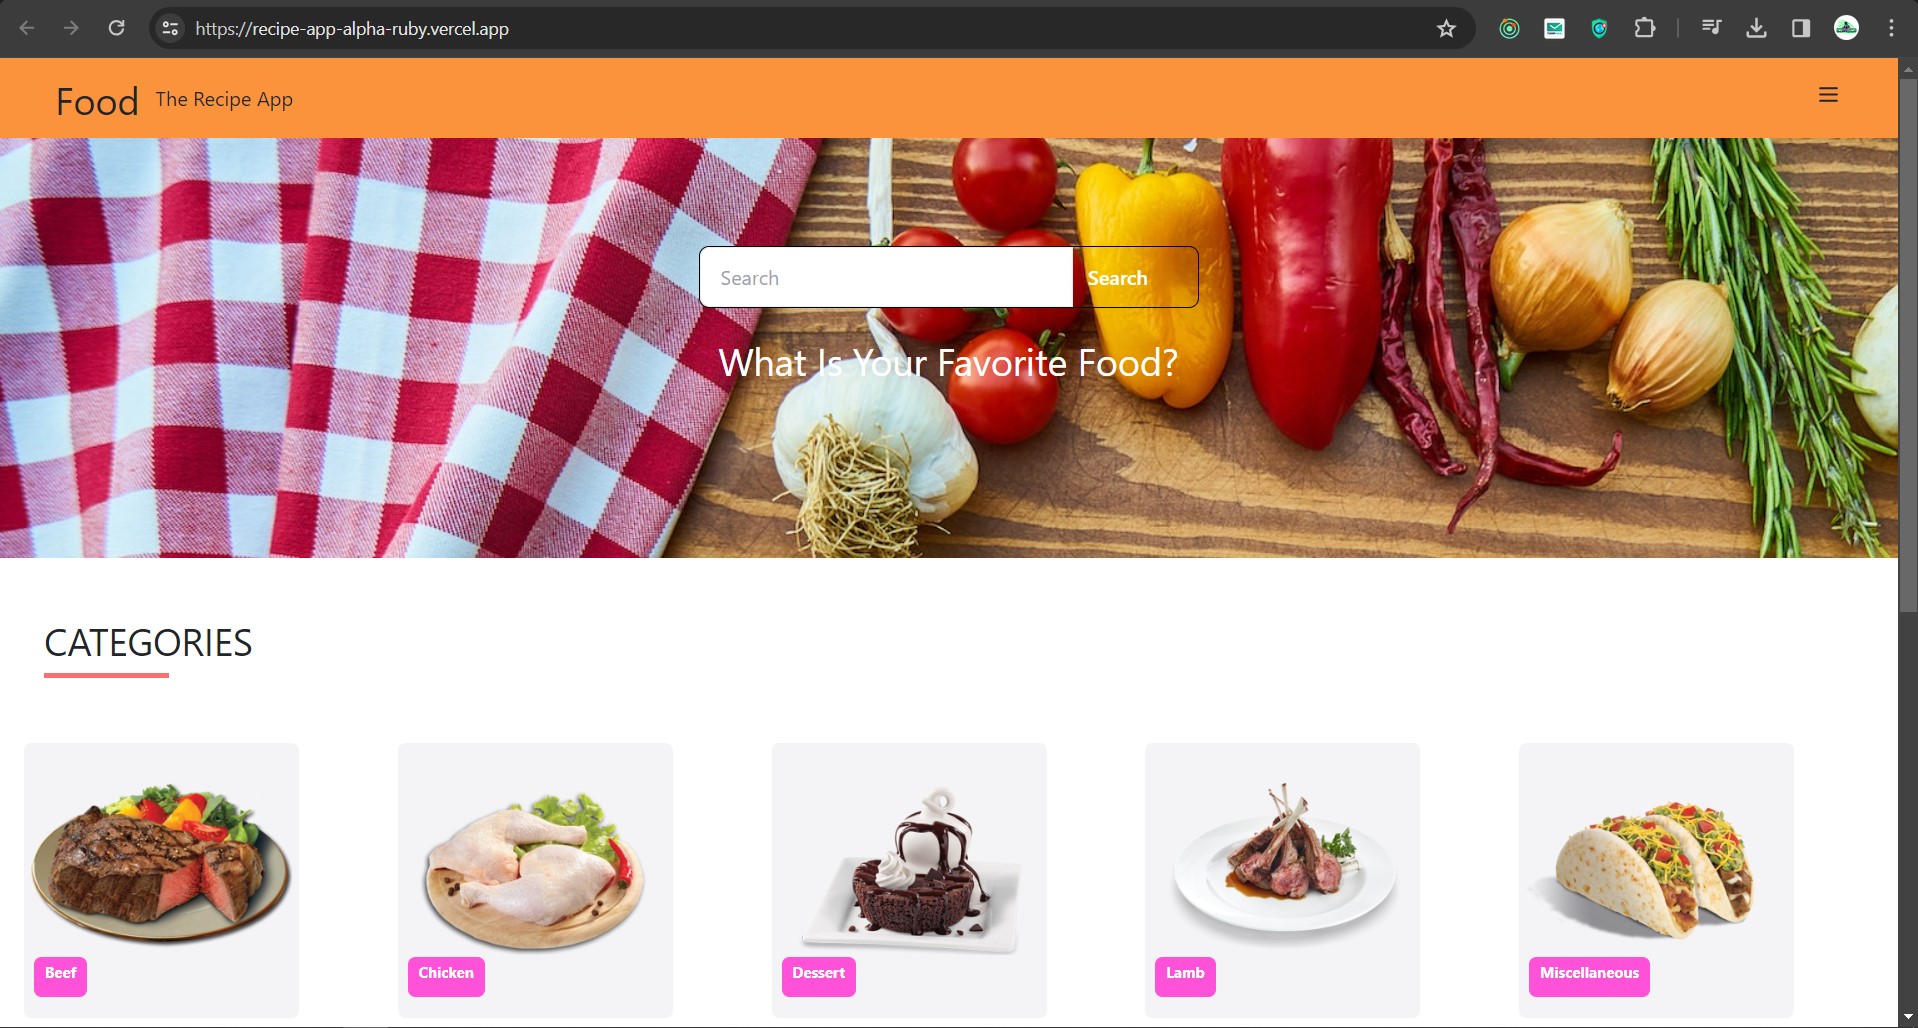 https://recipe-app-alpha-ruby.vercel.app
Food The Recipe App
Search Search
What Is Your Favorite Food?
CATEGORIES
Beef Chicken Dessert Lamb Miscellaneous